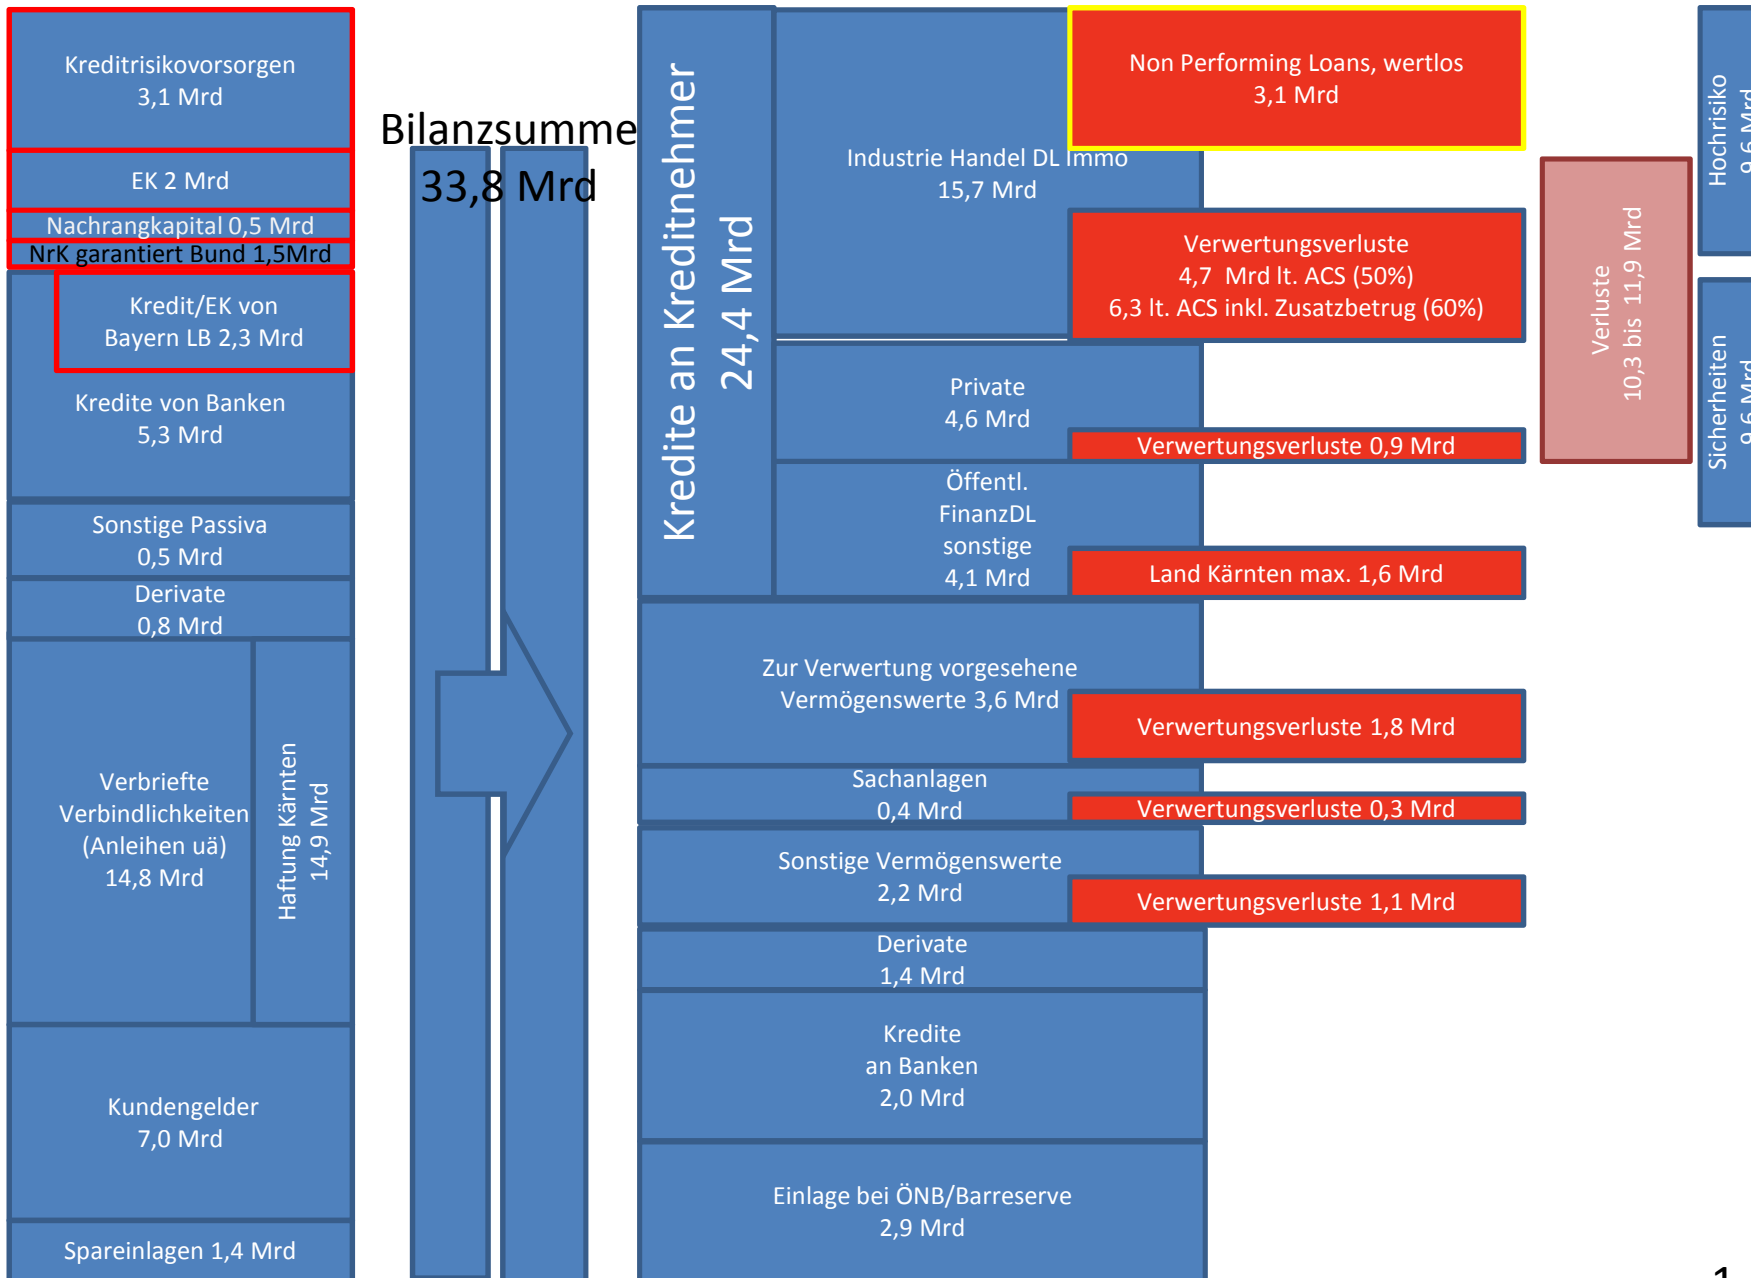 Kreditrisikovorsorgen
3,1 Mrd
EK 2 Mrd
Nachrangkapital 0,5 Mrd
NrK garantiert Bund 1,5Mrd
Kredit/EK von
Bayern LB 2,3 Mrd
Kredite von Banken
5,3 Mrd
Sonstige Passiva
0,5 Mrd
Derivate
0,8 Mrd
Verbriefte
Verbindlichkeiten
(Anleihen uä)
14,8 Mrd
Haftung Kärnten
14,9 Mrd
Kundengelder
7,0 Mrd
Spareinlagen 1,4 Mrd
Bilanzsumme
33,8 Mrd
Kredite an Kreditnehmer
24,4 Mrd
Industrie Handel DL Immo
15,7 Mrd
Private
4,6 Mrd
Öffentl.
FinanzDL
sonstige
4,1 Mrd
Zur Verwertung vorgesehene
Vermögenswerte 3,6 Mrd
Sachanlagen
0,4 Mrd
Sonstige Vermögenswerte
2,2 Mrd
Derivate
1,4 Mrd
Kredite
an Banken
2,0 Mrd
Einlage bei ÖNB/Barreserve
2,9 Mrd
Non Performing Loans, wertlos
3,1 Mrd
Verwertungsverluste
4,7 Mrd lt. ACS (50%)
6,3 lt. ACS inkl. Zusatzbetrug (60%)
Verwertungsverluste 0,9 Mrd
Land Kärnten max. 1,6 Mrd
Verwertungsverluste 1,8 Mrd
Verwertungsverluste 0,3 Mrd
Verwertungsverluste 1,1 Mrd
Verluste
10,3 bis 11,9 Mrd
Hochrisiko
9,6 Mrd
Sicherheiten
9,6 Mrd
1